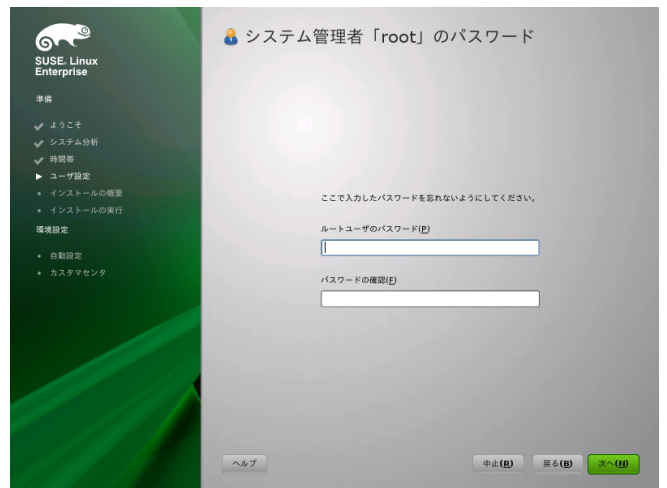 SUSE. Linux
Enterprise
準備
ようこそ
システム分析
時間帯
ユーザ設定
インストールの概要
インストールの実行
環境設定
自動設定
カスタマセンタ
システム管理者「root」のパスワード
ここで入力したパスワードを忘れないようにしてください。
ルートユーザのパスワード(P)
パスワードの確認(F)
ヘルプ
中止(R)
戻る(B)
次へ(N)